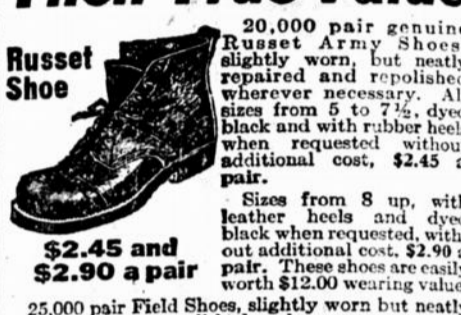 Russet
Shoe
$2.45 and
$2.90 a pair
20,000 pair genuine
Russet Army Shoes,
slightly worn, but neatly
repaired and repolished
wherever necessary. All
sizes from 5 to 7½, dyed
black and with rubber heels
when requested without
additional cost, $2.45 a
pair.
Sizes from 8 up, with
leather heels and dyed
black when requested, with-
out additional cost, $2.90 a
pair. These shoes are easily
worth $12.00 wearing value.
25,000 pair Field Shoes, slightly worn but neatly